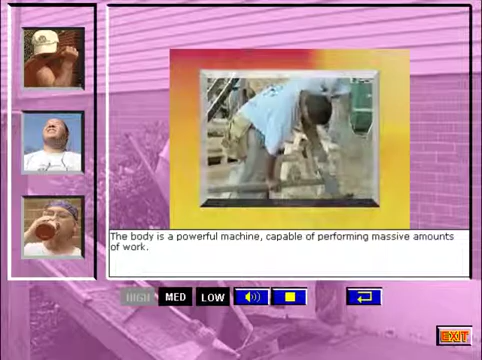 The body is a powerful machine, capable of performing massive amounts
of work.
HIGH MED LOW
EXIT